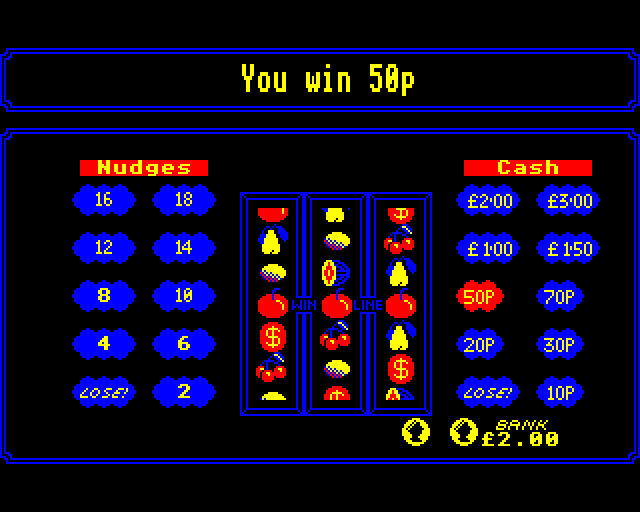 You win 50p
Nudges
16 18
12 14
8 10
4 6
LOSE! 2
WIN LINE
$
$
Cash
£2·00 £3·00
£1·00 £1·50
50P 70P
20P 30P
LOSE! 10P
BANK
£2.00